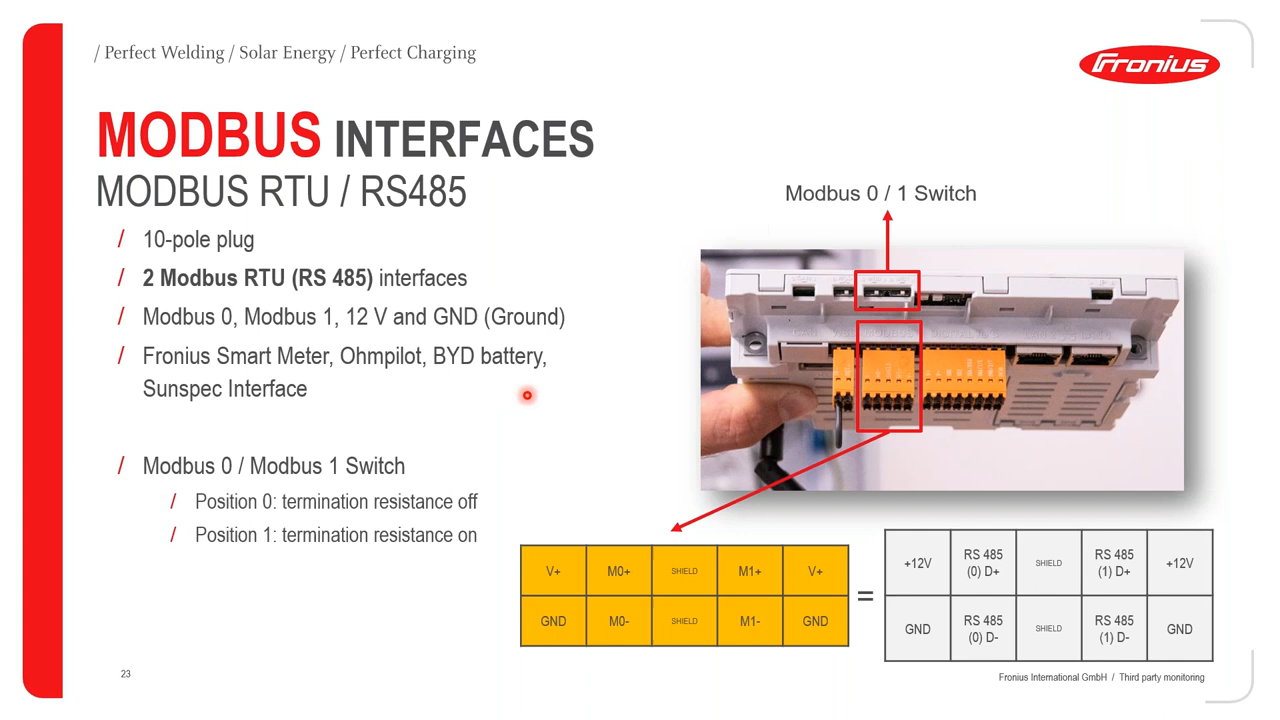 / Perfect Welding / Solar Energy / Perfect Charging
Fronius
MODBUS INTERFACES
MODBUS RTU / RS485
/ 10-pole plug
/ 2 Modbus RTU (RS 485) interfaces
/ Modbus 0, Modbus 1, 12 V and GND (Ground)
/ Fronius Smart Meter, Ohmpilot, BYD battery,
Sunspec Interface
/ Modbus 0 / Modbus 1 Switch
/ Position 0: termination resistance off
/ Position 1: termination resistance on
Modbus 0 / 1 Switch
V+ M0+ SHIELD M1+ V+
GND M0- SHIELD M1- GND
=
+12V RS 485 (0) D+ SHIELD RS 485 (1) D+ +12V
GND RS 485 (0) D- SHIELD RS 485 (1) D- GND
23
Fronius International GmbH / Third party monitoring